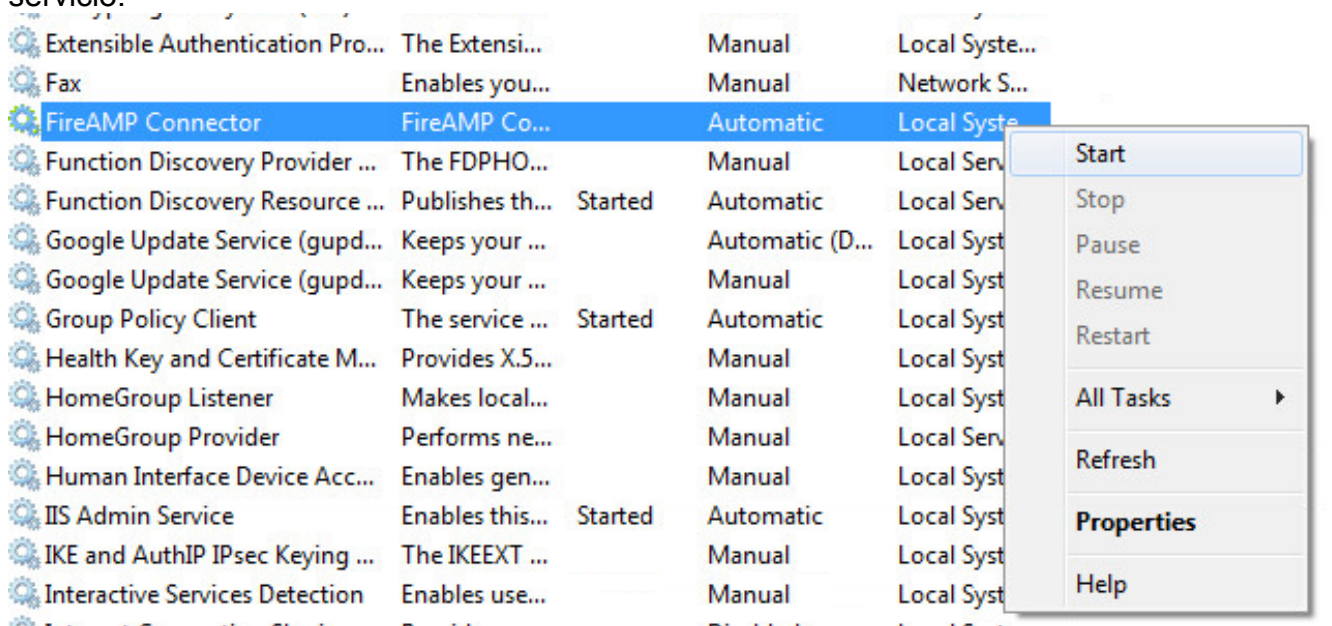 servicio.
Extensible Authentication Pro... The Extensi... Manual Local Syste...
Fax Enables you... Manual Network S...
FireAMP Connector FireAMP Co... Automatic Local Syste
Function Discovery Provider ... The FDPHO... Manual Local Serv
Function Discovery Resource ... Publishes th... Started Automatic Local Serv
Google Update Service (gupd... Keeps your ... Automatic (D... Local Syst
Google Update Service (gupd... Keeps your ... Manual Local Syst
Group Policy Client The service ... Started Automatic Local Syst
Health Key and Certificate M... Provides X.5... Manual Local Syst
HomeGroup Listener Makes local... Manual Local Syst
HomeGroup Provider Performs ne... Manual Local Serv
Human Interface Device Acc... Enables gen... Manual Local Syst
IIS Admin Service Enables this... Started Automatic Local Syst
IKE and AuthIP IPsec Keying ... The IKEEXT ... Manual Local Syst
Interactive Services Detection Enables use... Manual Local Syst
Start
Stop
Pause
Resume
Restart
All Tasks
Refresh
Properties
Help